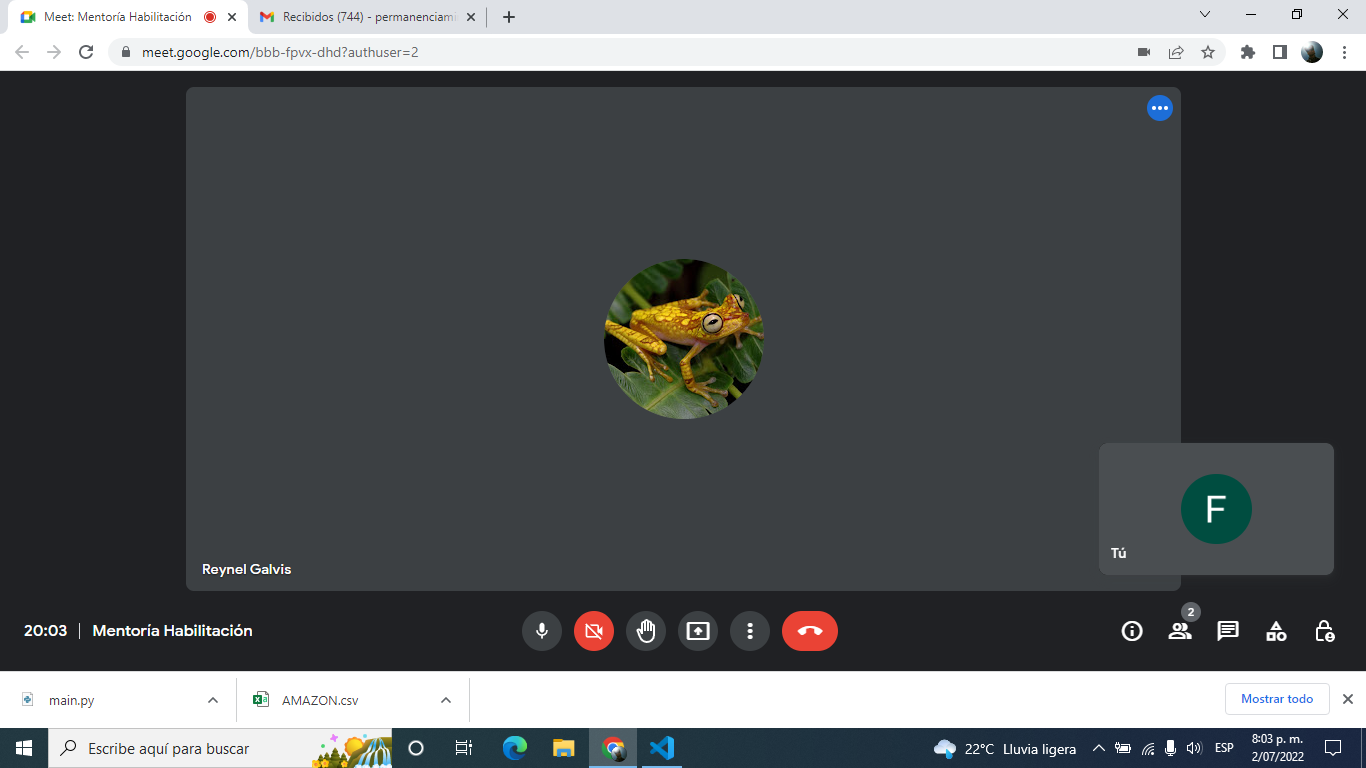 Meet: Mentoría Habilitación
Recibidos (744) - permanenciami
meet.google.com/bbb-fpvx-dhd?authuser=2
Reynel Galvis
F
Tú
20:03 | Mentoría Habilitación
2
main.py
AMAZON.csv
Mostrar todo
Escribe aquí para buscar
22°C Lluvia ligera
ESP
8:03 p. m.
2/07/2022